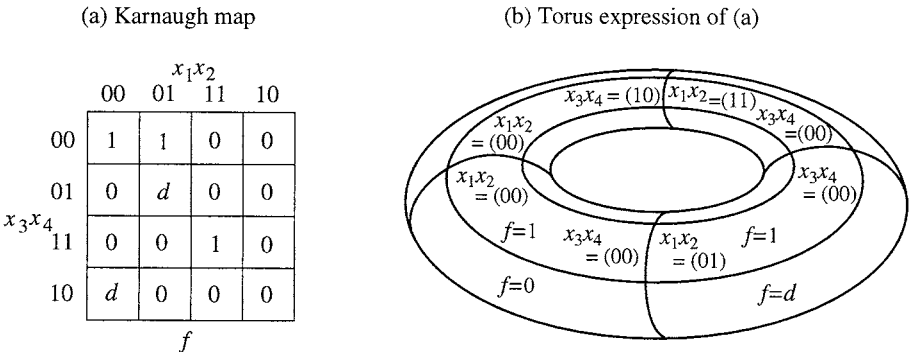 (a) Karnaugh map
x₁x₂
00 01 11 10
00 1 1 0 0
01 0 d 0 0
x₃x₄
11 0 0 1 0
10 d 0 0 0
f
(b) Torus expression of (a)
x₃x₄ = (10)
x₁x₂ = (11)
x₃x₄
= (00)
x₁x₂
= (00)
x₁x₂
= (00)
x₃x₄
= (00)
f=1
x₃x₄
= (00)
x₁x₂
= (01)
f=1
f=0
f=d